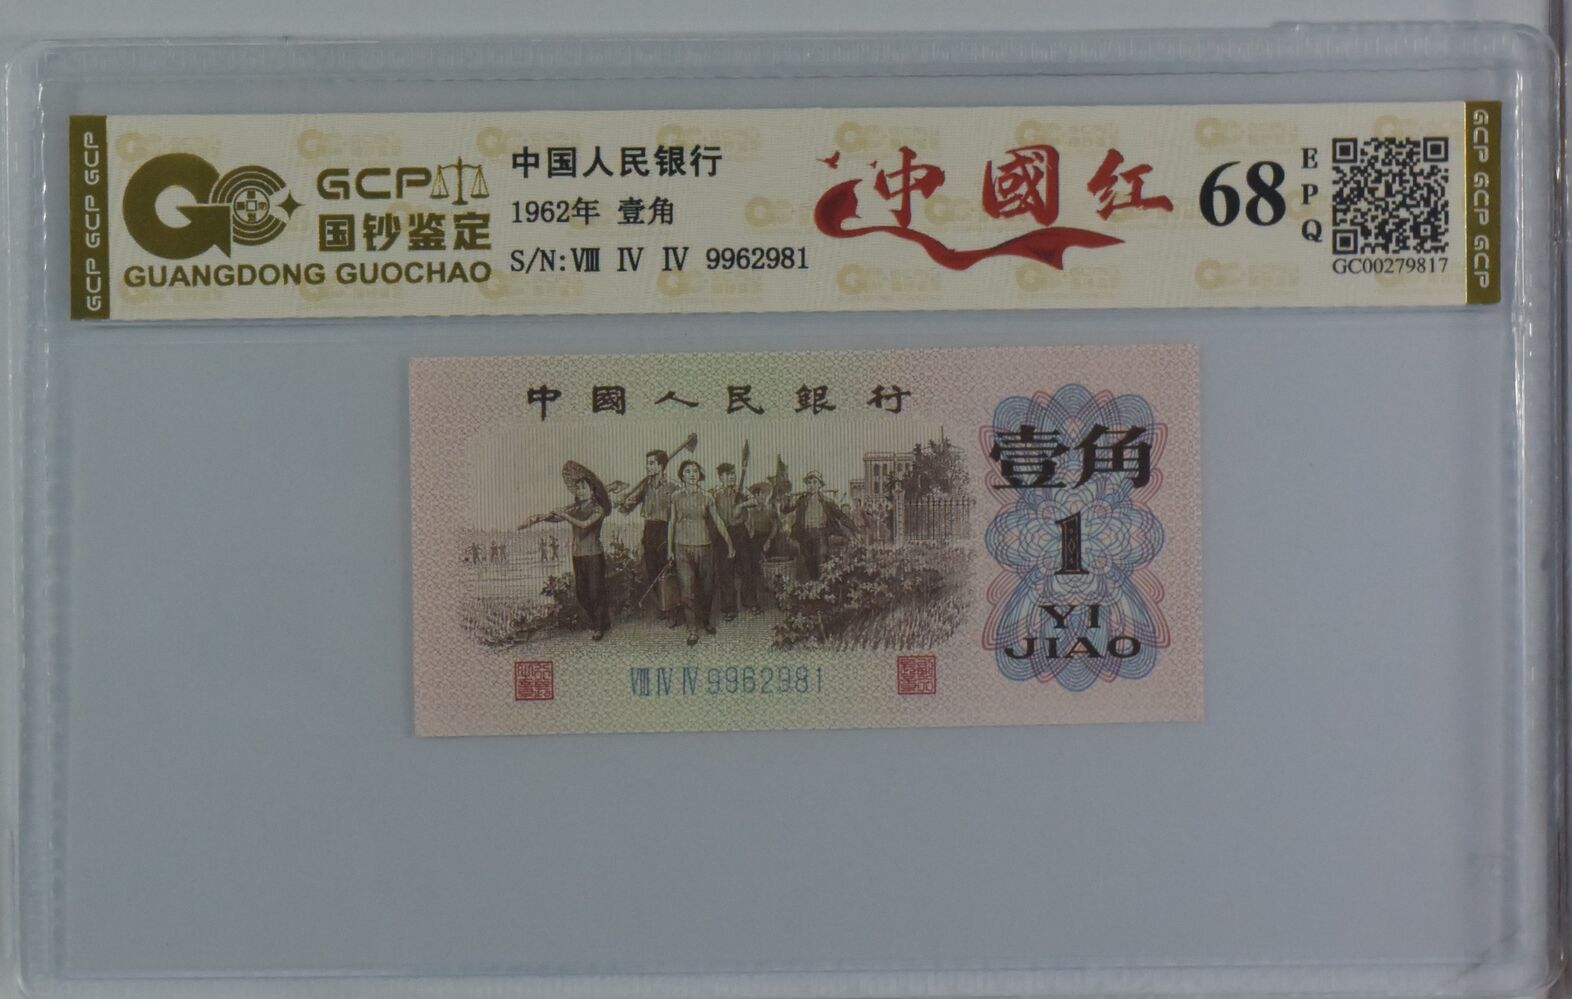 GCP
国钞鉴定
GUANGDONG GUOCHAO
中国人民银行
1962年 壹角
S/N:Ⅷ Ⅳ Ⅳ 9962981
中國红
68
EPQ
GC00279817
GCP GCP GCP
GCP GCP GCP
中國人民銀行
壹角
1
YI
JIAO
Ⅷ Ⅳ Ⅳ 9962981